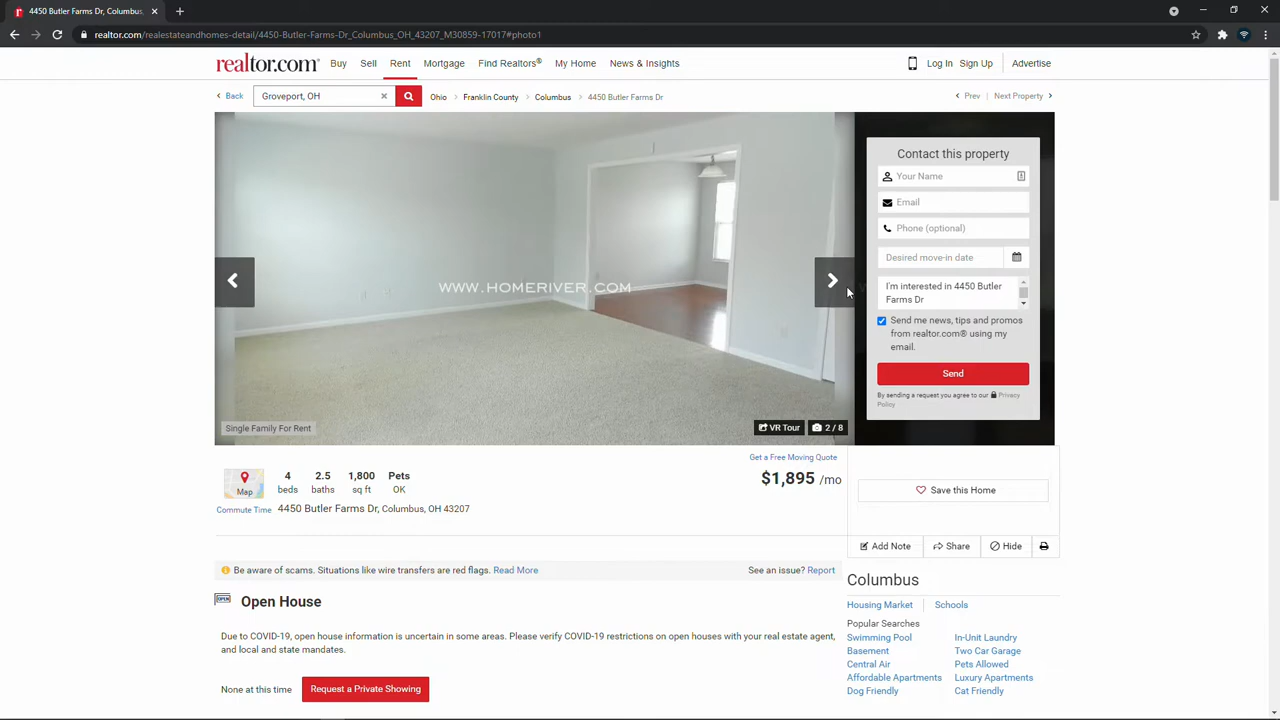 4450 Butler Farms Dr, Columbus,
realtor.com/realestateandhomes-detail/4450-Butler-Farms-Dr_Columbus_OH_43207_M30859-17017#photo1
realtor.com®
Buy
Sell
Rent
Mortgage
Find Realtors®
My Home
News & Insights
Log In
Sign Up
Advertise
Back
Groveport, OH
Ohio > Franklin County > Columbus > 4450 Butler Farms Dr
Prev | Next Property
WWW.HOMERIVER.COM
Single Family For Rent
VR Tour
2 / 8
Contact this property
Your Name
Email
Phone (optional)
Desired move-in date
I'm interested in 4450 Butler
Farms Dr
Send me news, tips and promos
from realtor.com® using my
email.
Send
By sending a request you agree to our Privacy
Policy
Get a Free Moving Quote
Map
4 2.5 1,800 Pets
beds baths sq ft OK
$1,895 /mo
Commute Time
4450 Butler Farms Dr, Columbus, OH 43207
Save this Home
Add Note
Share
Hide
Be aware of scams. Situations like wire transfers are red flags. Read More
See an issue? Report
OPEN
Open House
Due to COVID-19, open house information is uncertain in some areas. Please verify COVID-19 restrictions on open houses with your real estate agent,
and local and state mandates.
None at this time
Request a Private Showing
Columbus
Housing Market
Schools
Popular Searches
Swimming Pool In-Unit Laundry
Basement Two Car Garage
Central Air Pets Allowed
Affordable Apartments Luxury Apartments
Dog Friendly Cat Friendly